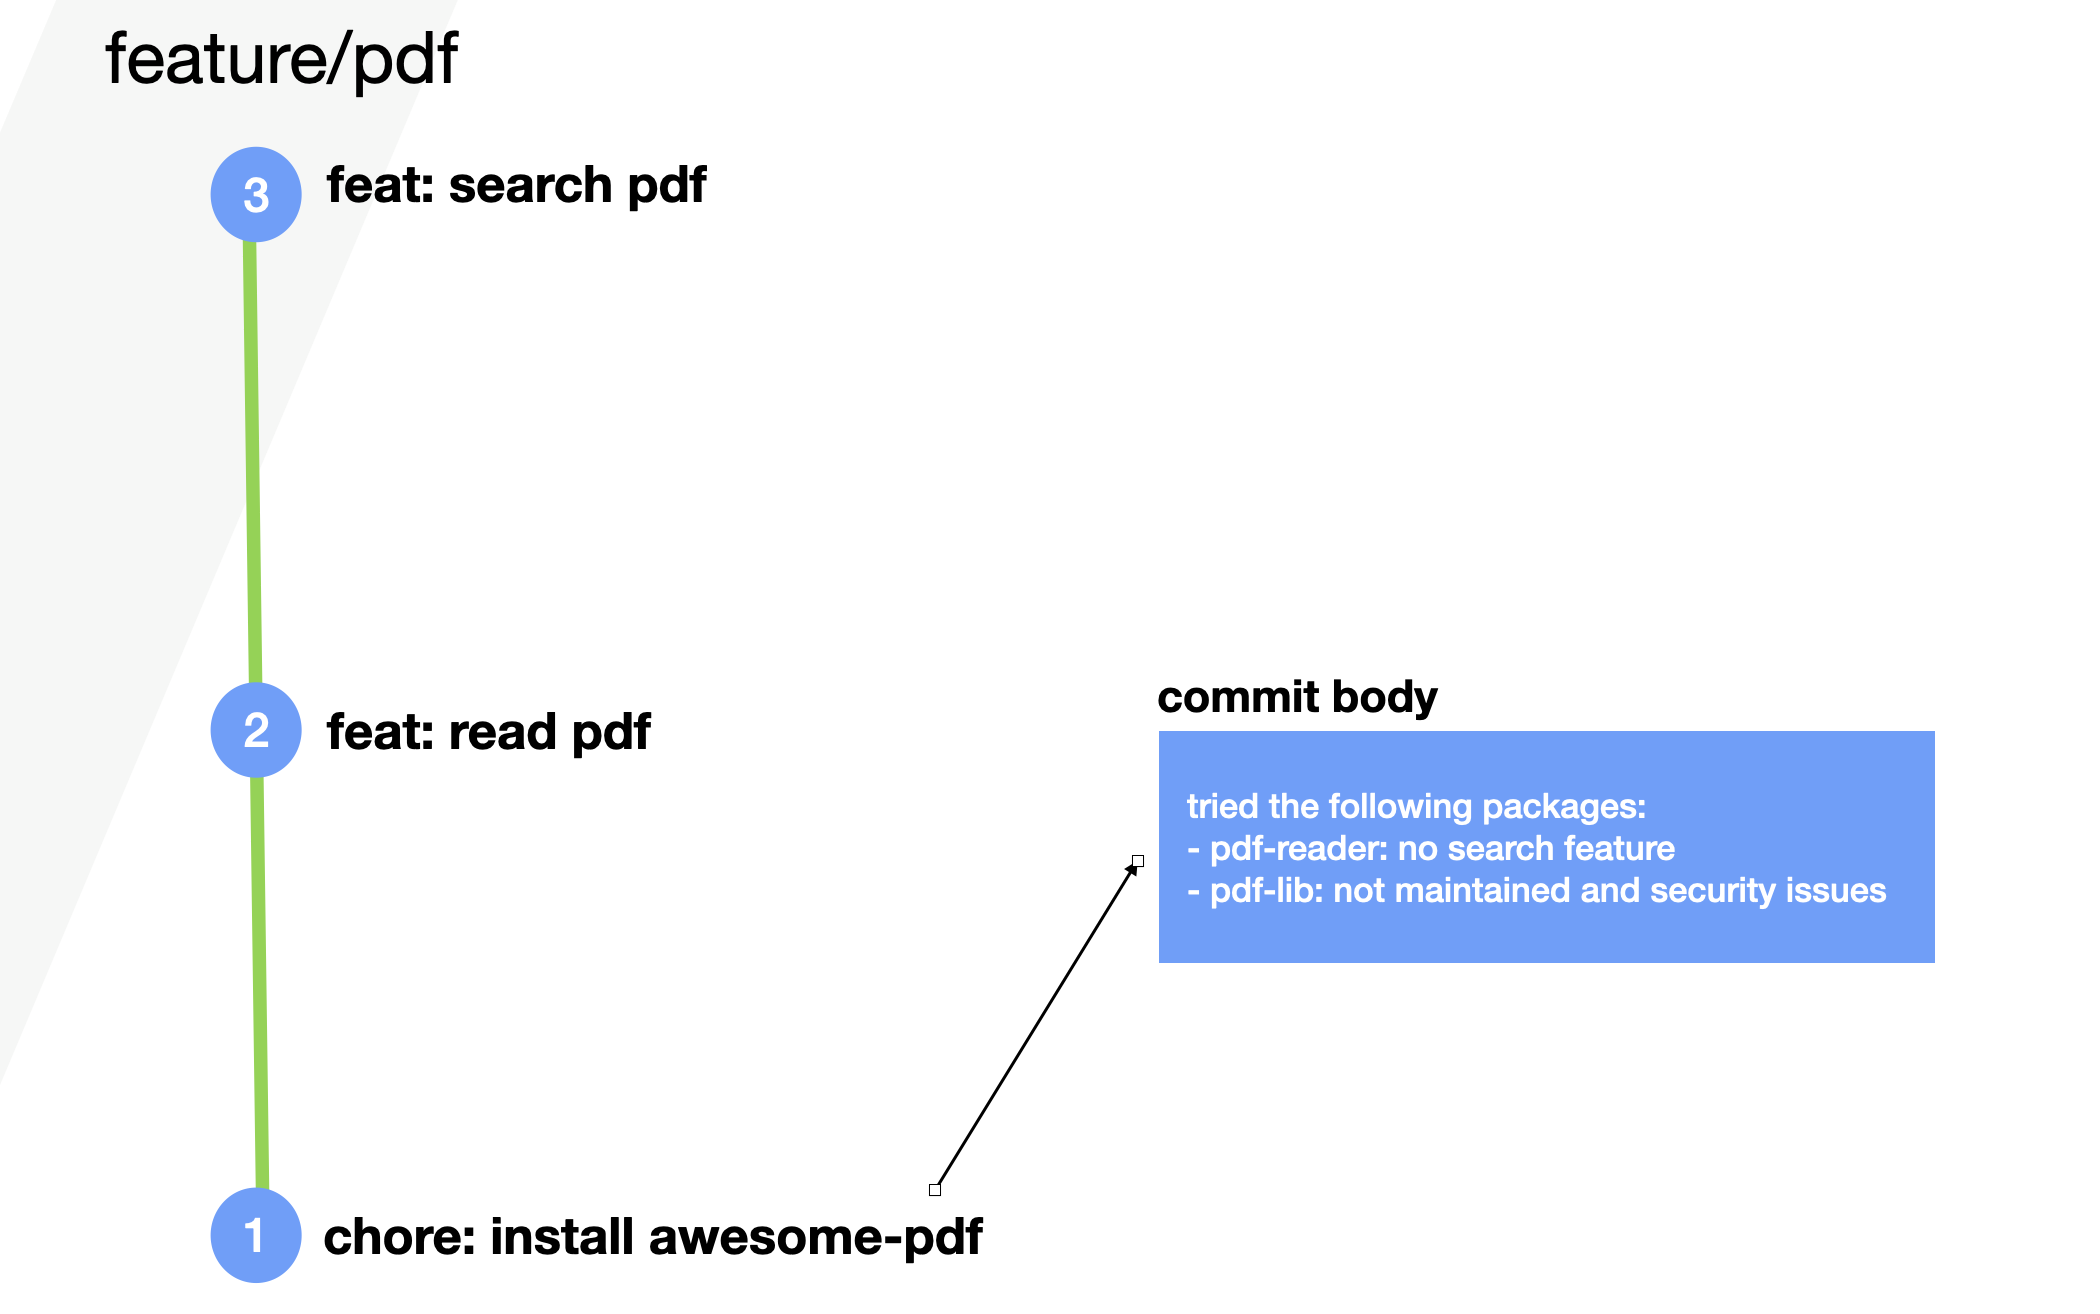 feature/pdf
3
feat: search pdf
2
feat: read pdf
commit body
tried the following packages:
- pdf-reader: no search feature
- pdf-lib: not maintained and security issues
1
chore: install awesome-pdf